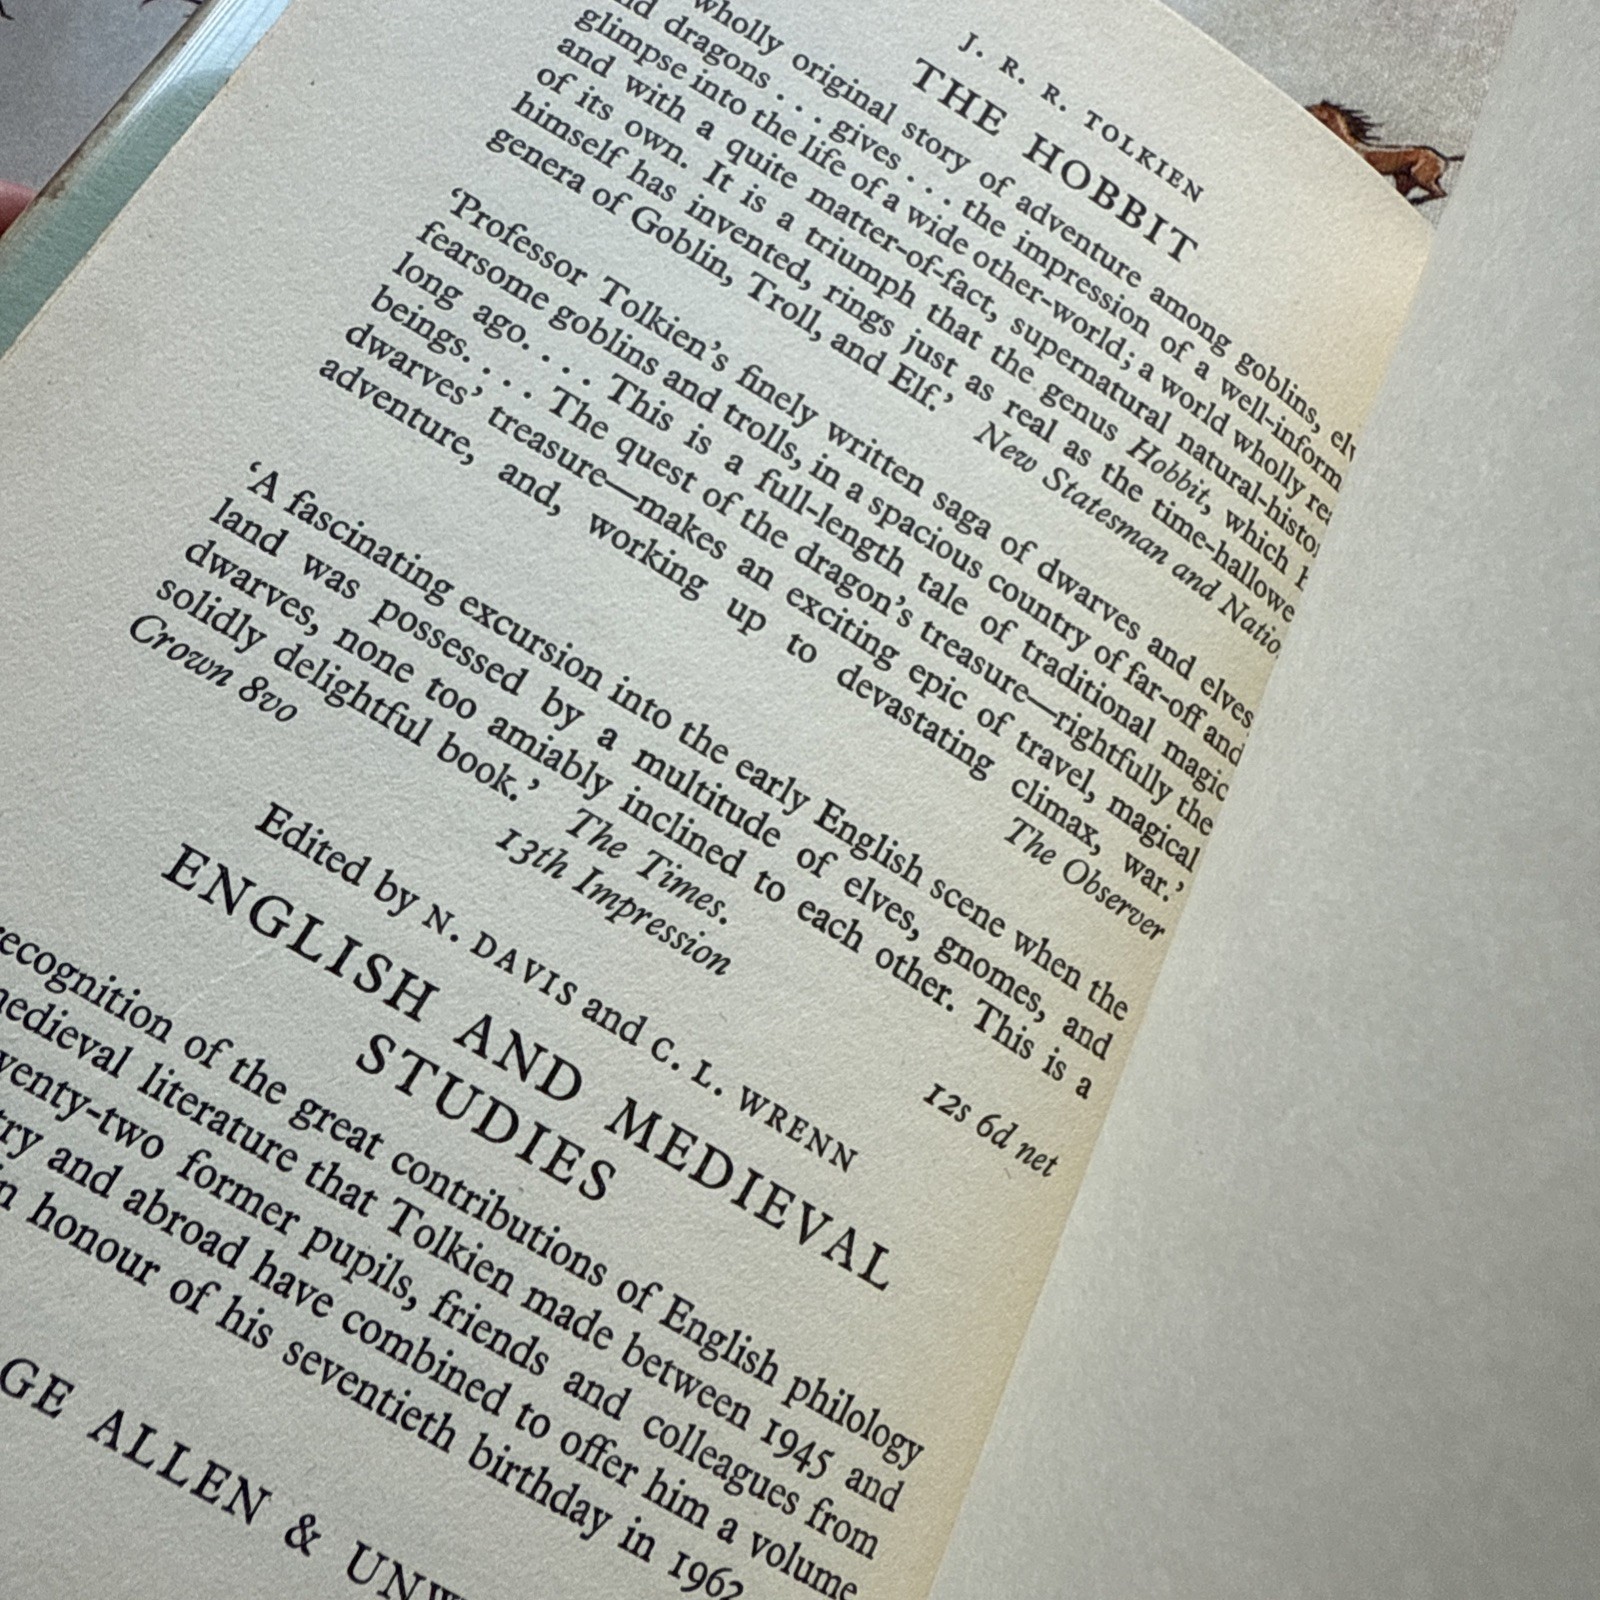 J. R. R. TOLKIEN
THE HOBBIT
wholly original story of adventure among goblins,
dragons . . . gives . . . the impression of a
glimpse into the life of a wide other-world; a world wholly
and with a quite matter-of-fact, supernatural
of its own. It is a triumph that the genus Hobbit, which
himself has invented, rings just as real as the
genera of Goblin, Troll, and Elf.’ New Statesman and
‘Professor Tolkien’s finely written saga of dwarves and elves,
fearsome goblins and trolls, in a spacious country of far-off and
long ago. . . . This is a full-length tale of traditional magic
beings. . . . The quest of the dragon’s treasure—rightfully the
dwarves’ treasure—makes an exciting epic of travel, magical
adventure, and, working up to devastating climax, war.’
The Observer
‘A fascinating excursion into the early English scene when the
land was possessed by a multitude of elves, gnomes, and
dwarves, none too amiably inclined to each other. This is a
solidly delightful book.’ The Times.
Crown 8vo 13th Impression 12s 6d net
Edited by N. DAVIS and C. L. WRENN
ENGLISH AND MEDIEVAL
STUDIES
recognition of the great contributions of English philology
medieval literature that Tolkien made between 1945 and
twenty-two former pupils, friends and colleagues from
and abroad have combined to offer him a volume
in honour of his seventieth birthday in 1962
ALLEN &